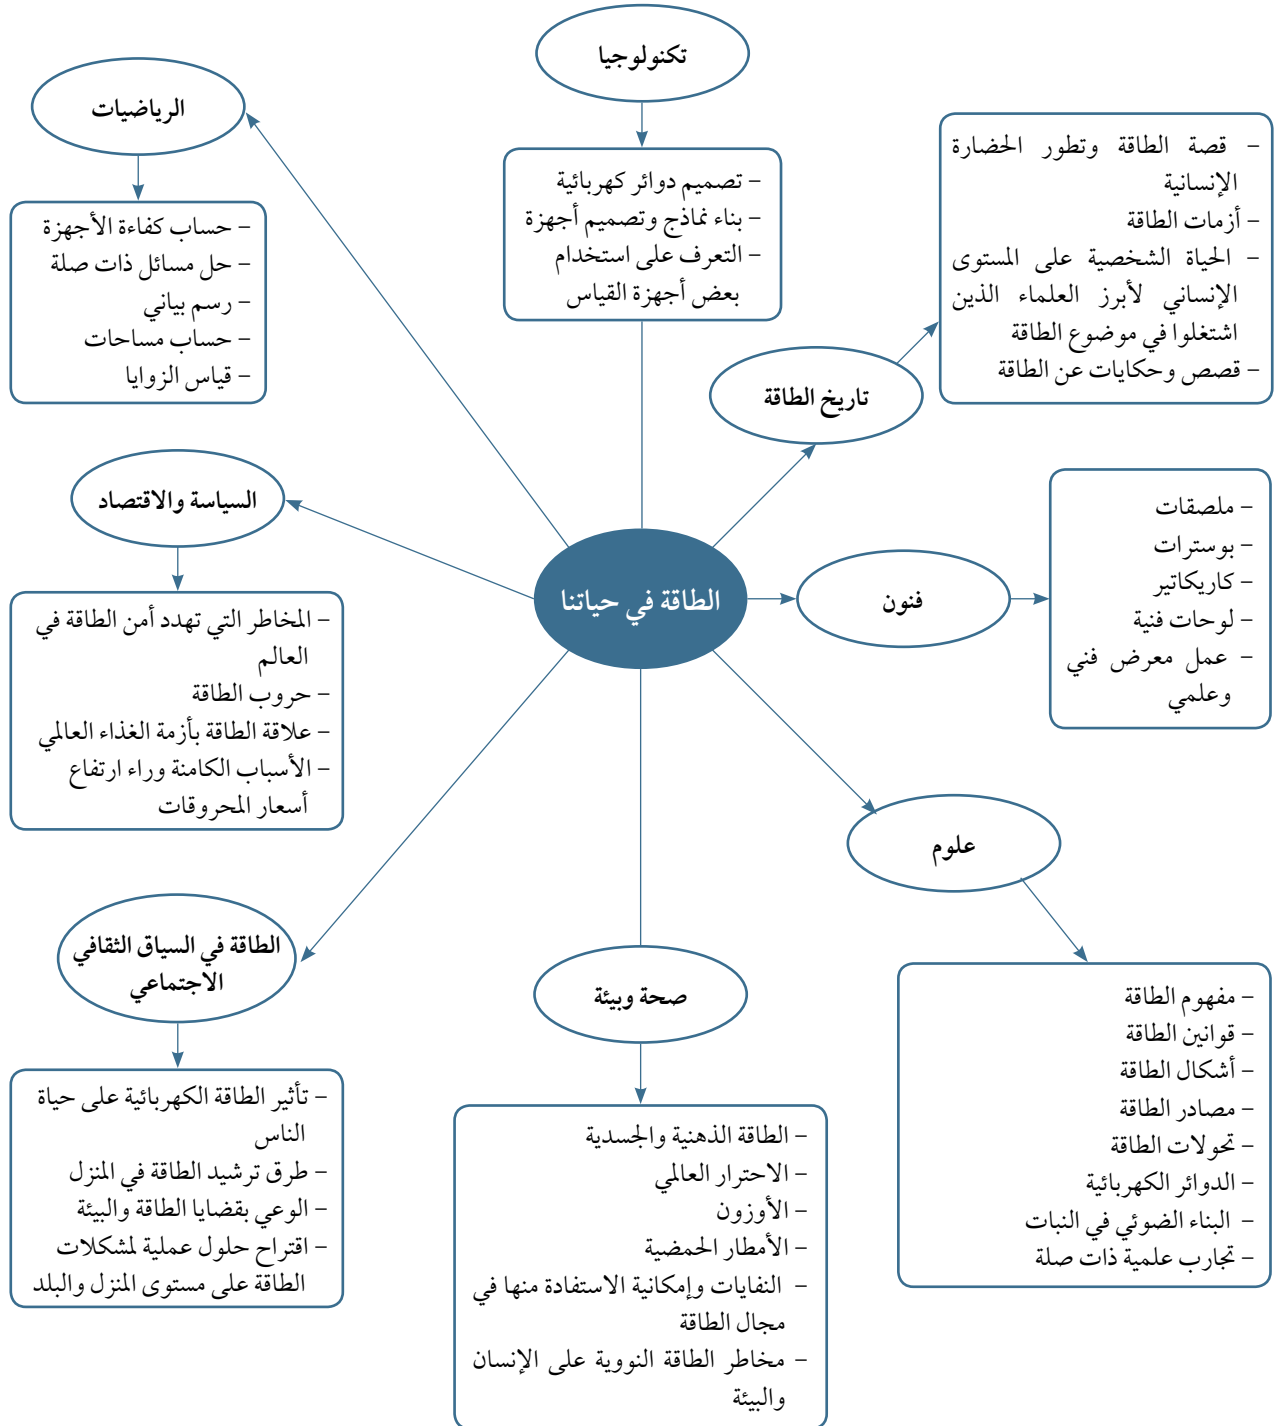 تكنولوجيا
– تصميم دوائر كهربائية
– بناء نماذج وتصميم أجهزة
– التعرف على استخدام
بعض أجهزة القياس
الرياضيات
– حساب كفاءة الأجهزة
– حل مسائل ذات صلة
– رسم بياني
– حساب مساحات
– قياس الزوايا
– قصة الطاقة وتطور الحضارة
الإنسانية
– أزمات الطاقة
– الحياة الشخصية على المستوى
الإنساني لأبرز العلماء الذين
اشتغلوا في موضوع الطاقة
– قصص وحكايات عن الطاقة
تاريخ الطاقة
السياسة والاقتصاد
– المخاطر التي تهدد أمن الطاقة في
العالم
– حروب الطاقة
– علاقة الطاقة بأزمة الغذاء العالمي
– الأسباب الكامنة وراء ارتفاع
أسعار المحروقات
الطاقة في حياتنا
فنون
– ملصقات
– بوسترات
– كاريكاتير
– لوحات فنية
– عمل معرض فني
وعلمي
علوم
– مفهوم الطاقة
– قوانين الطاقة
– أشكال الطاقة
– مصادر الطاقة
– تحولات الطاقة
– الدوائر الكهربائية
– البناء الضوئي في النبات
– تجارب علمية ذات صلة
صحة وبيئة
– الطاقة الذهنية والجسدية
– الاحترار العالمي
– الأوزون
– الأمطار الحمضية
– النفايات وإمكانية الاستفادة منها في
مجال الطاقة
– مخاطر الطاقة النووية على الإنسان
والبيئة
الطاقة في السياق الثقافي
الاجتماعي
– تأثير الطاقة الكهربائية على حياة
الناس
– طرق ترشيد الطاقة في المنزل
– الوعي بقضايا الطاقة والبيئة
– اقتراح حلول عملية لمشكلات
الطاقة على مستوى المنزل والبلد